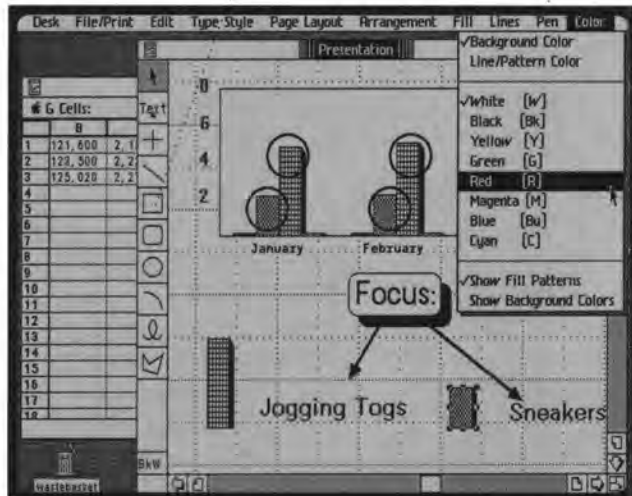 Desk File/Print Edit Type Style Page Layout Arrangement Fill Lines Pen Color
Presentation
✓Background Color
Line/Pattern Color
✓White [W]
Black [Bk]
Yellow [Y]
Green [G]
Red [R]
Magenta [M]
Blue [Bu]
Cyan [C]
✓Show Fill Patterns
Show Background Colors
G Cells:
B
1 121,600
2 123,500
3 125,020
4
5
6
7
8
9
10
11
12
13
14
15
16
17
18
Text
8
6
4
2
January February
Focus:
Jogging Togs
Sneakers
BkW
Wastebasket